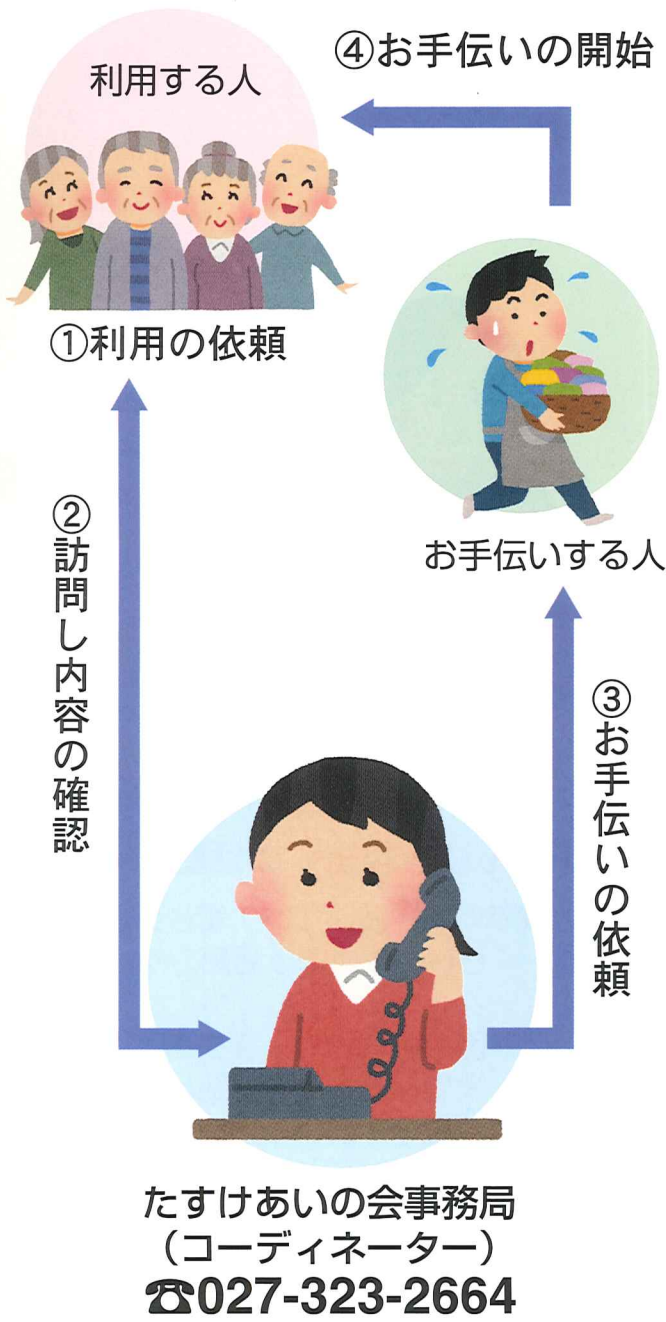 利用する人
①利用の依頼
②訪問し内容の確認
③お手伝いの依頼
④お手伝いの開始
お手伝いする人
たすけあいの会事務局
（コーディネーター）
☎027-323-2664